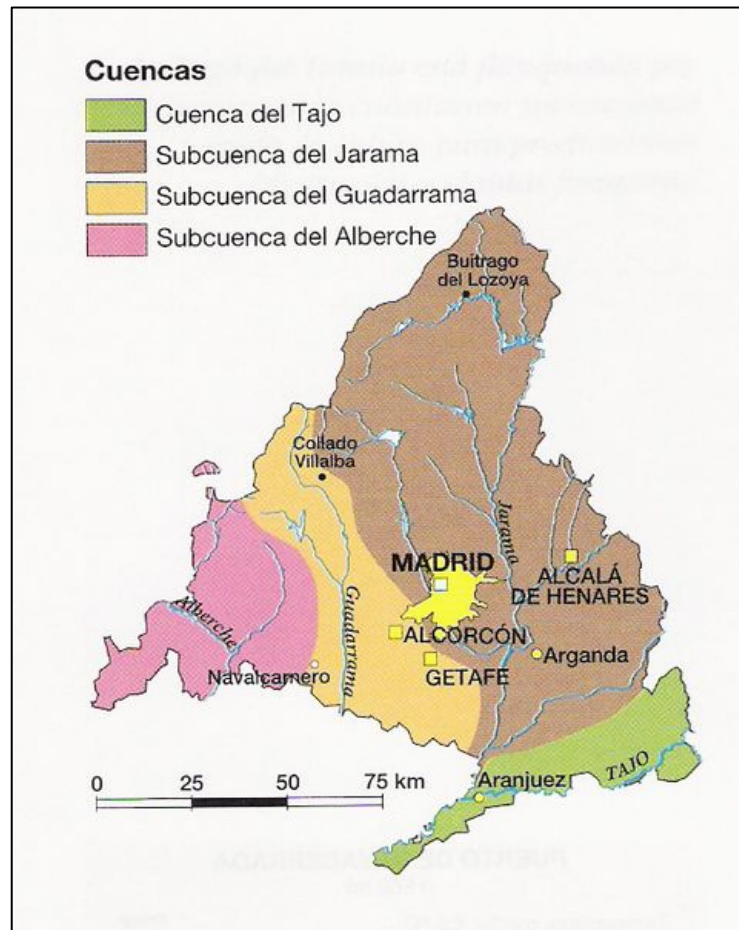 Cuencas
Cuenca del Tajo
Subcuenca del Jarama
Subcuenca del Guadarrama
Subcuenca del Alberche
Buitrago
del Lozoya
Collado
Villalba
Jarama
MADRID
ALCALÁ
DE HENARES
Guadarrama
Alberche
ALCORCÓN
Arganda
GETAFE
Navalcarnero
TAJO
0 25 50 75 km
Aranjuez